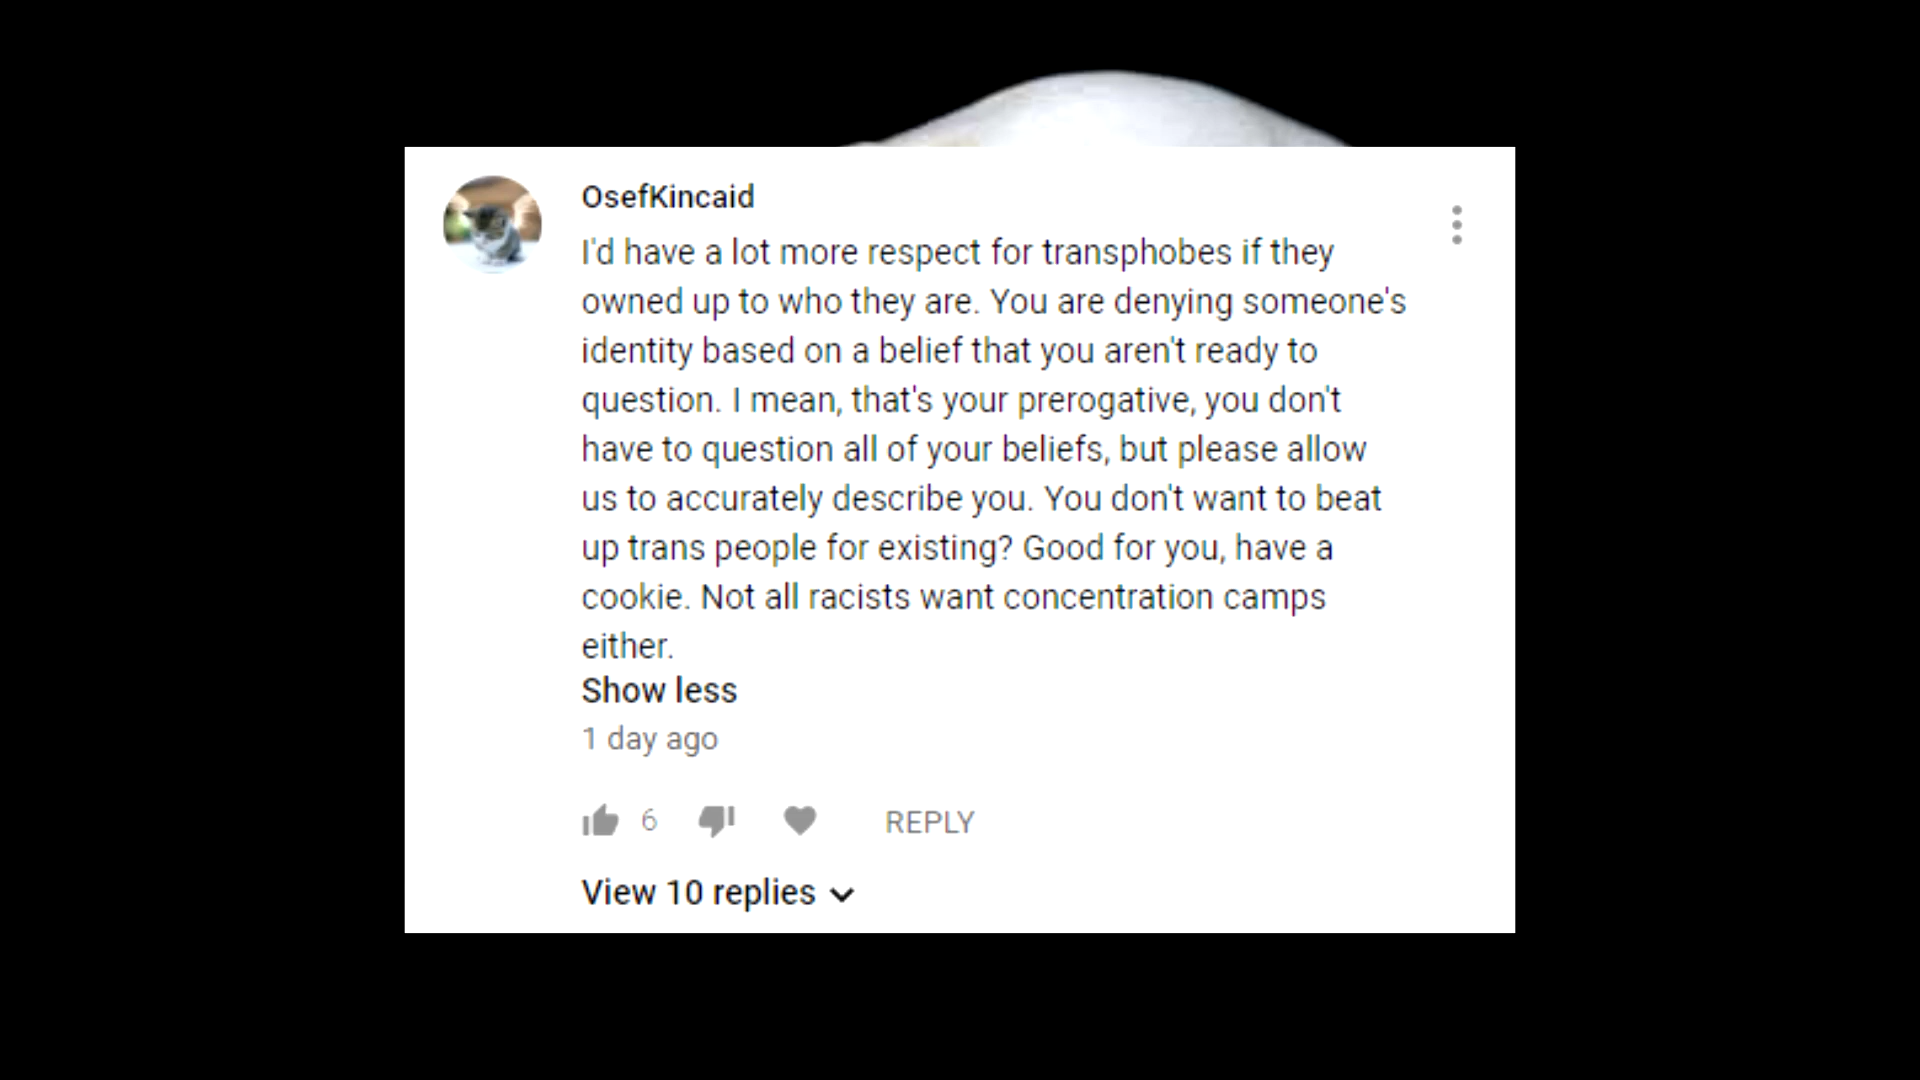 OsefKincaid
I'd have a lot more respect for transphobes if they
owned up to who they are. You are denying someone's
identity based on a belief that you aren't ready to
question. I mean, that's your prerogative, you don't
have to question all of your beliefs, but please allow
us to accurately describe you. You don't want to beat
up trans people for existing? Good for you, have a
cookie. Not all racists want concentration camps
either.
Show less
1 day ago
6 REPLY
View 10 replies